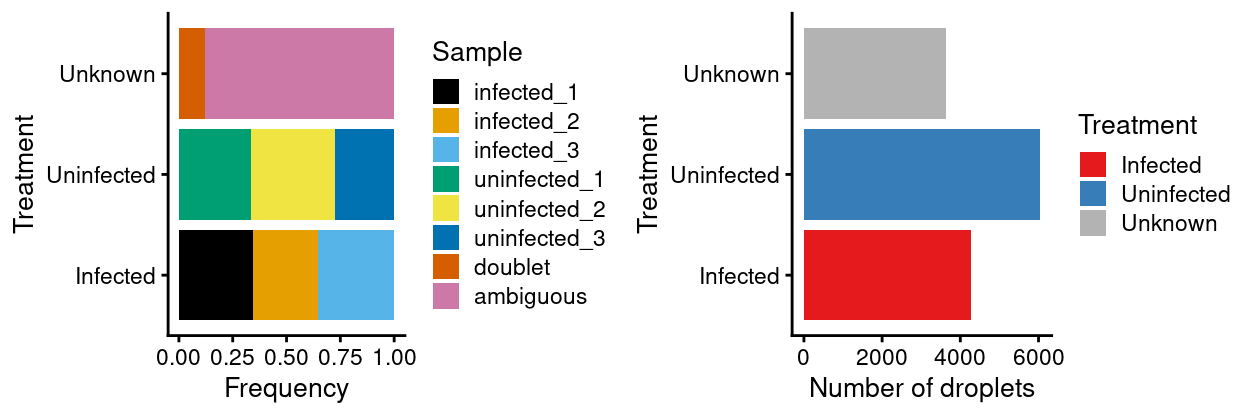 Treatment
Unknown
Uninfected
Infected
0.00 0.25 0.50 0.75 1.00
Frequency
Sample
infected_1
infected_2
infected_3
uninfected_1
uninfected_2
uninfected_3
doublet
ambiguous
Treatment
Unknown
Uninfected
Infected
0 2000 4000 6000
Number of droplets
Treatment
Infected
Uninfected
Unknown